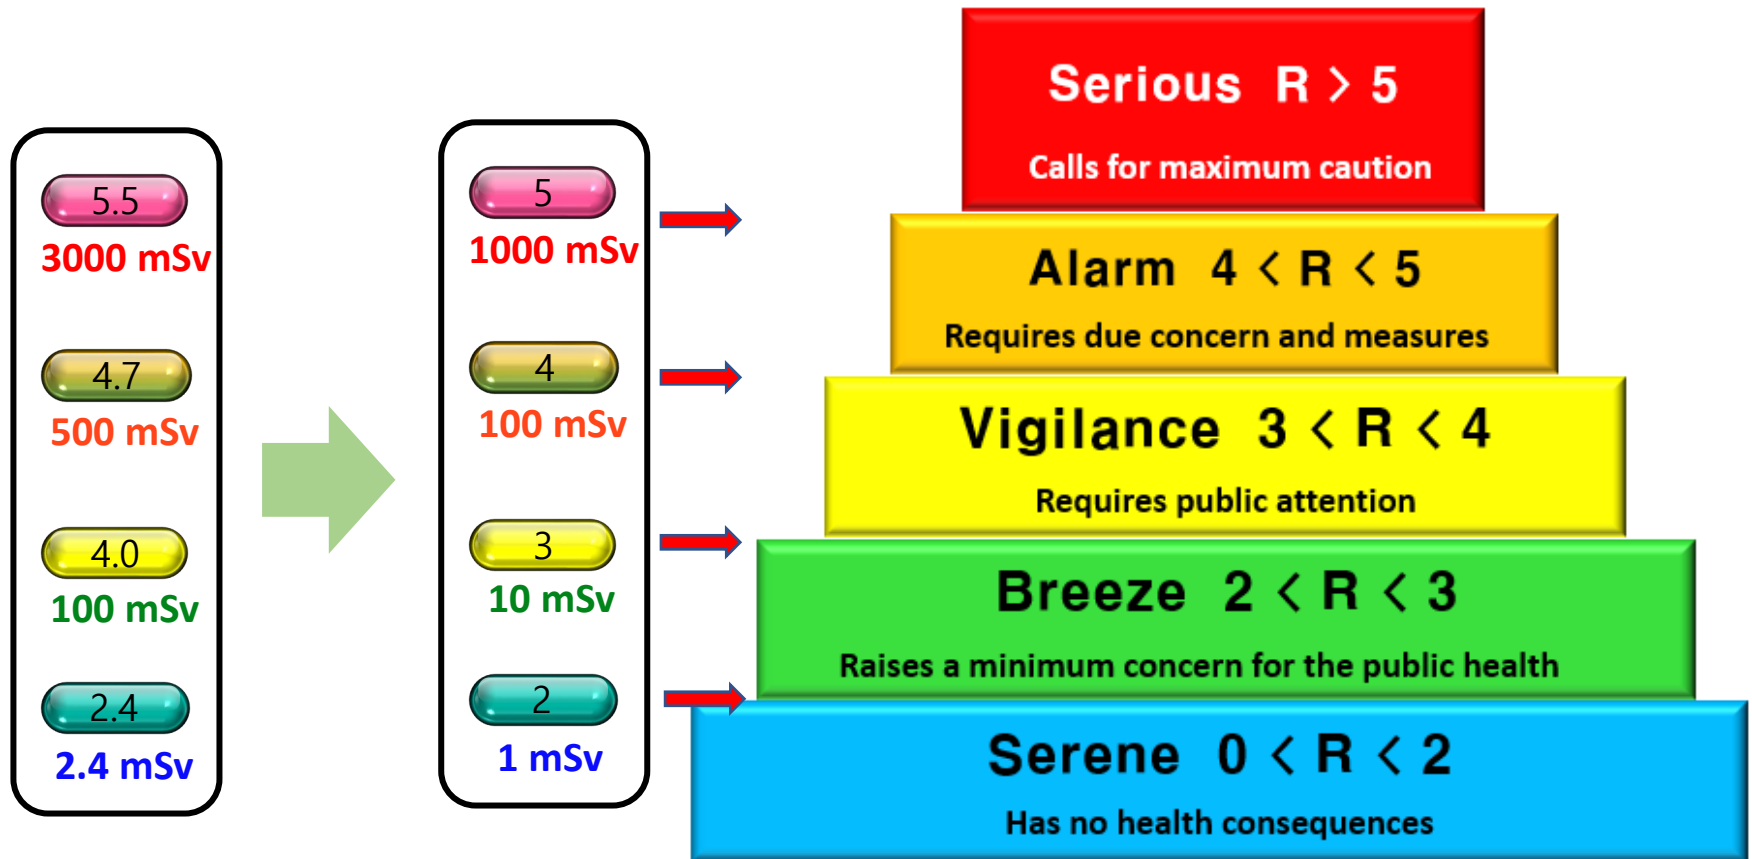 5.5
3000 mSv
4.7
500 mSv
4.0
100 mSv
2.4
2.4 mSv
5
1000 mSv
4
100 mSv
3
10 mSv
2
1 mSv
Serious R > 5
Calls for maximum caution
Alarm 4 < R < 5
Requires due concern and measures
Vigilance 3 < R < 4
Requires public attention
Breeze 2 < R < 3
Raises a minimum concern for the public health
Serene 0 < R < 2
Has no health consequences